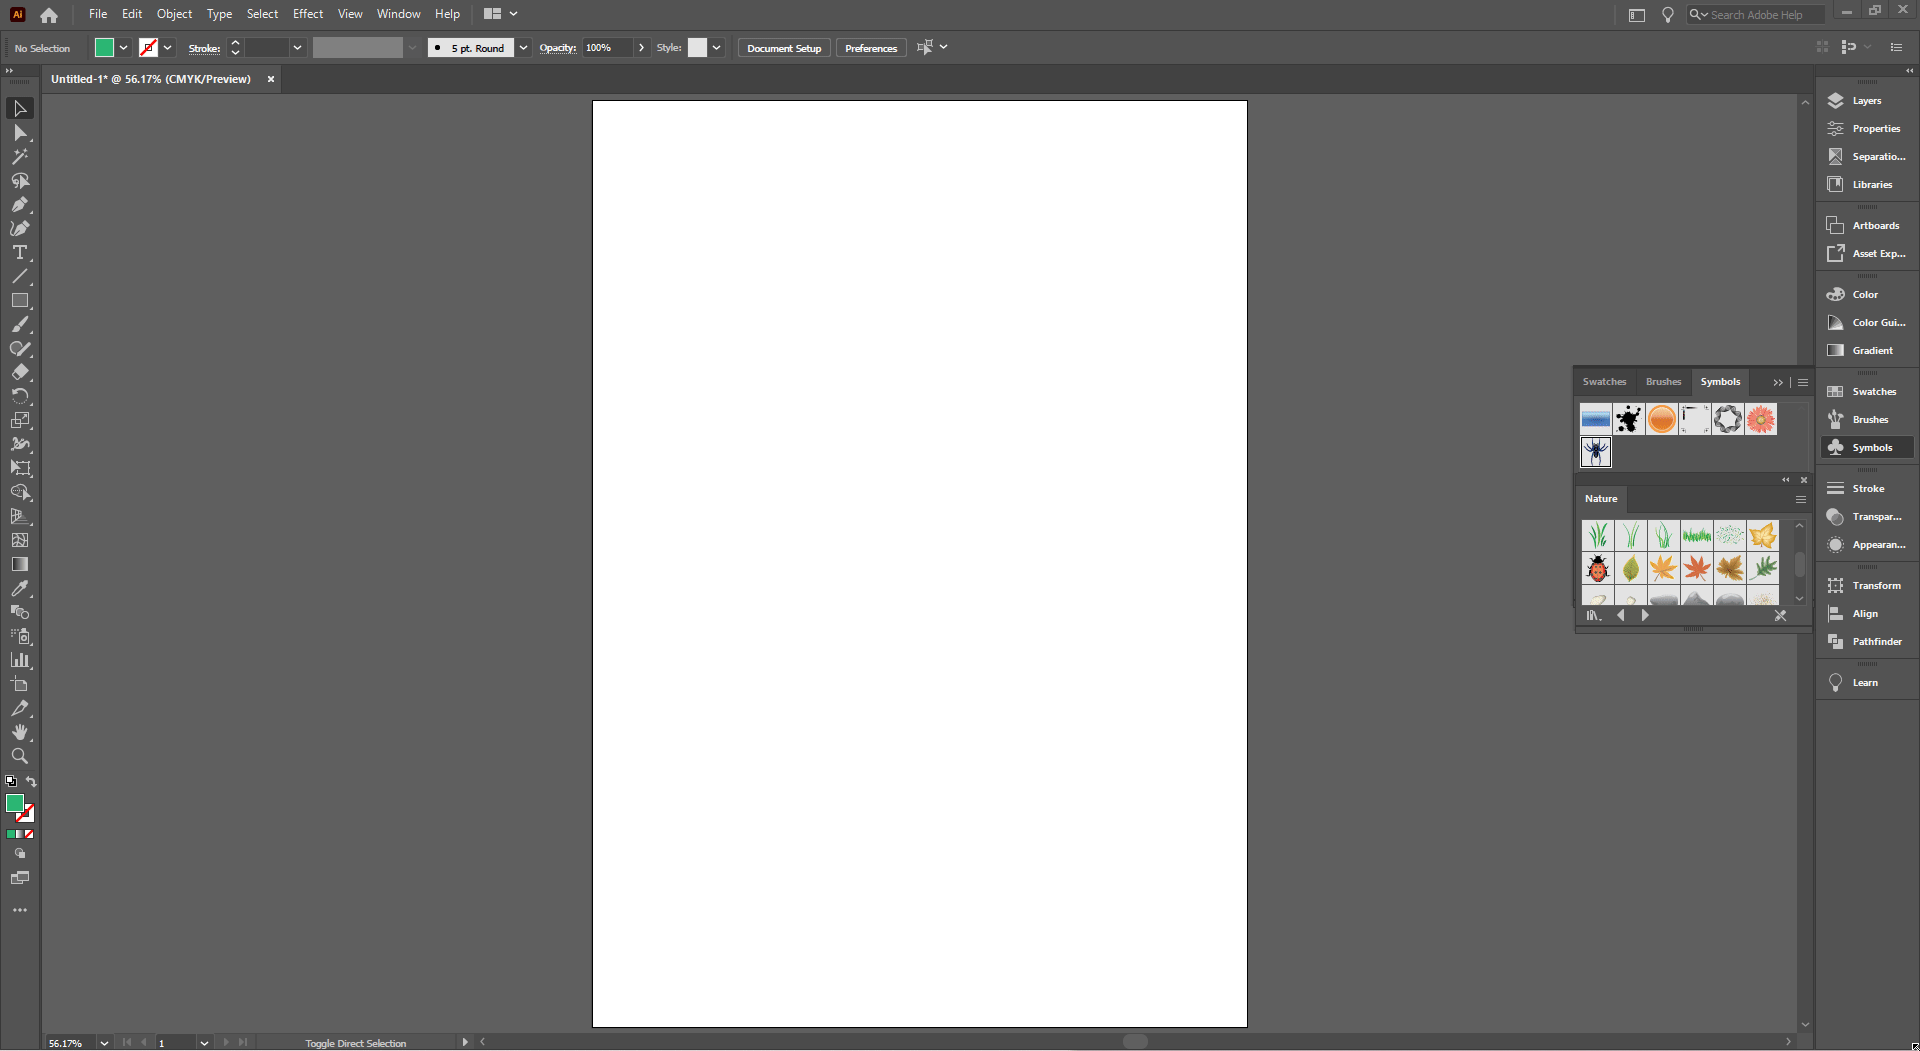 Ai File Edit Object Type Select Effect View Window Help Search Adobe Help
No Selection Stroke: 5 pt. Round Opacity: 100% Style: Document Setup Preferences
Untitled-1* @ 56.17% (CMYK/Preview)
Layers
Properties
Separatio...
Libraries
Artboards
Asset Exp...
Color
Color Gui...
Gradient
Swatches Brushes Symbols
Swatches
Brushes
Symbols
Nature
Stroke
Transpar...
Appearan...
Transform
Align
Pathfinder
Learn
56.17% 1 Toggle Direct Selection